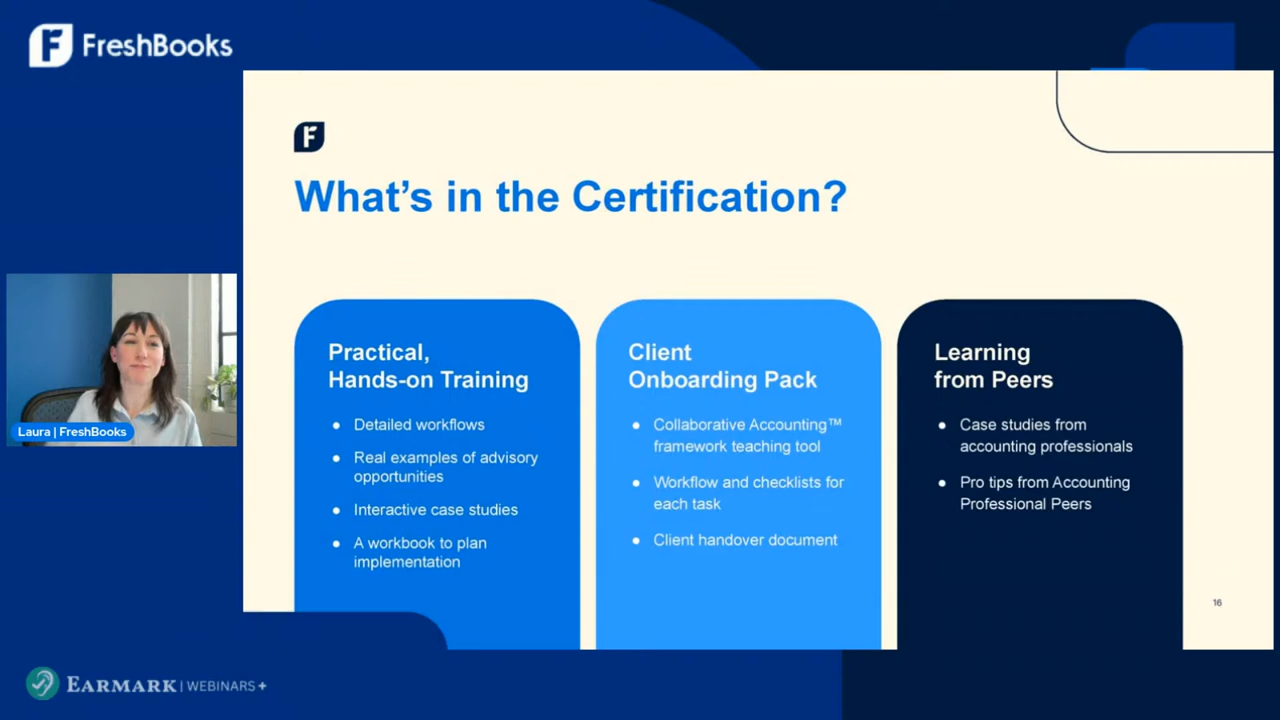 FreshBooks
What's in the Certification?
Practical,
Hands-on Training
● Detailed workflows
● Real examples of advisory
opportunities
● Interactive case studies
● A workbook to plan
implementation
Client
Onboarding Pack
● Collaborative Accounting™
framework teaching tool
● Workflow and checklists for
each task
● Client handover document
Learning
from Peers
● Case studies from
accounting professionals
● Pro tips from Accounting
Professional Peers
16
Laura | FreshBooks
EARMARK | WEBINARS +